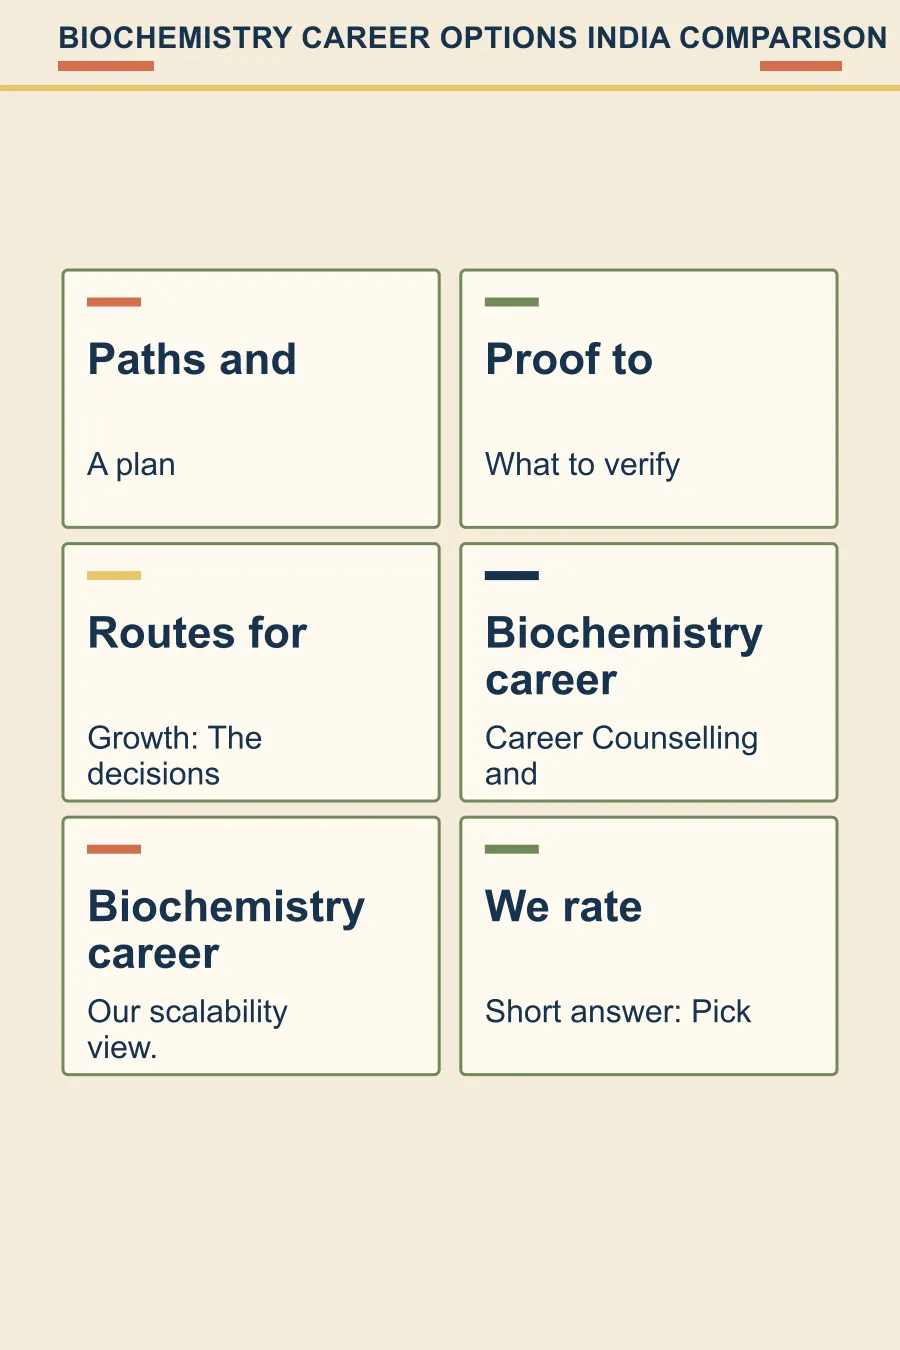 BIOCHEMISTRY CAREER OPTIONS INDIA COMPARISON
Paths and
A plan
Proof to
What to verify
Routes for
Growth: The
decisions
Biochemistry
career
Career Counselling
and
Biochemistry
career
Our scalability
view.
We rate
Short answer: Pick